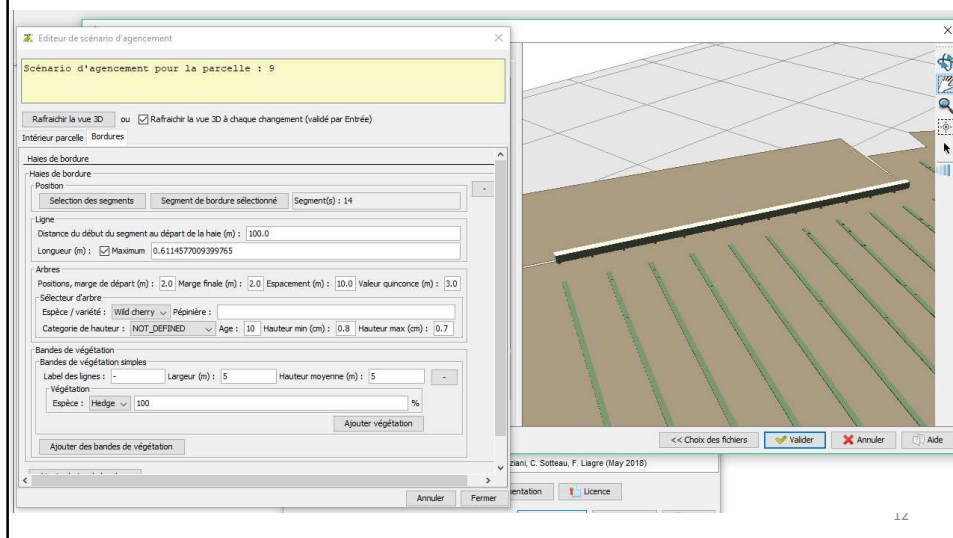 Editeur de scénario d'agencement
Scénario d'agencement pour la parcelle : 9
Rafraichir la vue 3D ou Rafraichir la vue 3D à chaque changement (validé par Entrée)
Intérieur parcelle Bordures
Haies de bordure
Haies de bordure
Position
-
Selection des segments Segment de bordure sélectionné Segment(s) : 14
Ligne
Distance du début du segment au départ de la haie (m) : 100.0
Longueur (m) : Maximum 0.6114577009399765
Arbres
Positions, marge de départ (m) : 2.0 Marge finale (m) : 2.0 Espacement (m) : 10.0 Valeur quinconce (m) : 3.0
Sélecteur d'arbre
Espèce / variété : Wild cherry Pépinière :
Categorie de hauteur : NOT_DEFINED Age : 10 Hauteur min (cm) : 0.8 Hauteur max (cm) : 0.7
Bandes de végétation
Bandes de végétation simples
Label des lignes : - Largeur (m) : 5 Hauteur moyenne (m) : 5 -
Végétation
Espèce : Hedge 100 %
Ajouter végétation
Ajouter des bandes de végétation
Annuler Fermer
<< Choix des fichiers Valider Annuler Aide
ziani, C. Sotteau, F. Liagre (May 2018)
entation Licence
12